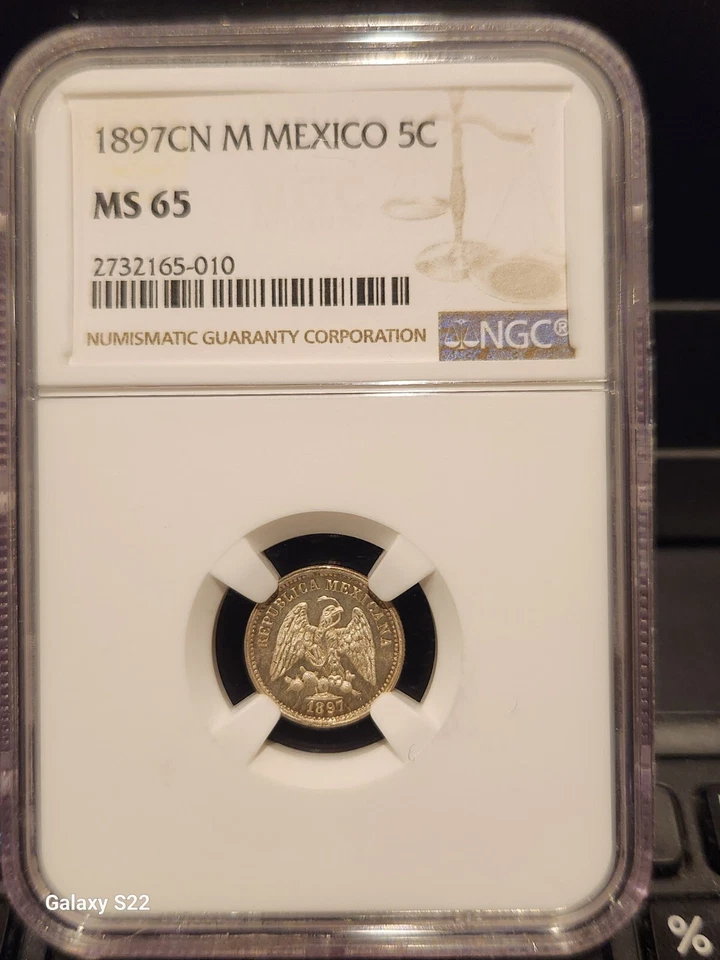 1897CN M MEXICO 5C
MS 65
2732165-010
NUMISMATIC GUARANTY CORPORATION
NGC®
REPUBLICA MEXICANA
1897
Galaxy S22
%